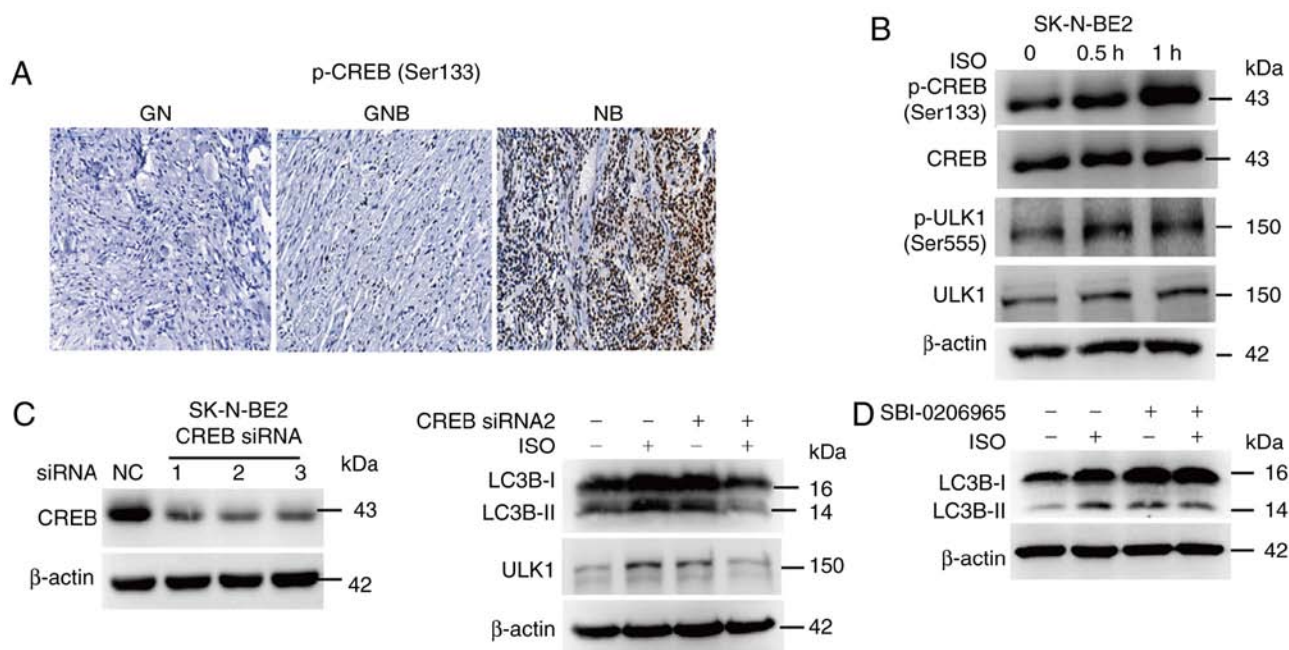 A
p-CREB (Ser133)
GN GNB NB
B
SK-N-BE2
ISO 0 0.5 h 1 h kDa
p-CREB
(Ser133) 43
CREB 43
p-ULK1
(Ser555) 150
ULK1 150
β-actin 42
C
SK-N-BE2
CREB siRNA
siRNA NC 1 2 3 kDa
CREB 43
β-actin 42
CREB siRNA2 – – + +
ISO – + – +
LC3B-I 16
LC3B-II 14
ULK1 150
β-actin 42
D
SBI-0206965 – – + +
ISO – + – +
LC3B-I 16
LC3B-II 14
β-actin 42